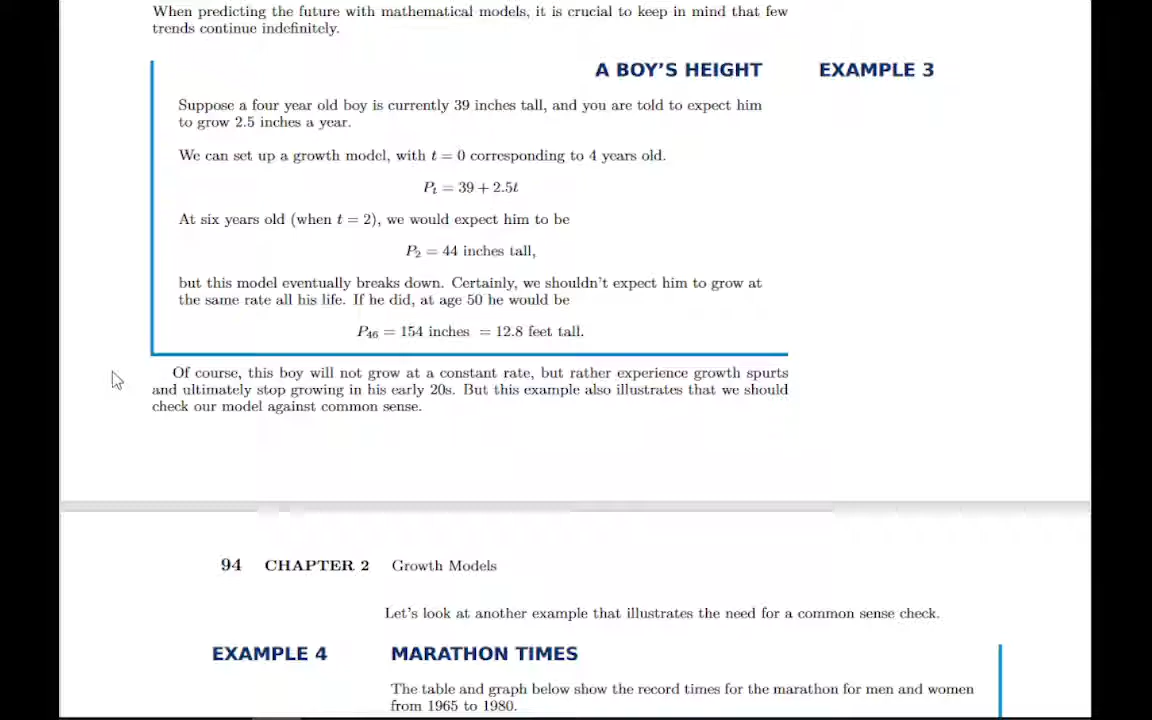 When predicting the future with mathematical models, it is crucial to keep in mind that few
trends continue indefinitely.
A BOY'S HEIGHT EXAMPLE 3
Suppose a four year old boy is currently 39 inches tall, and you are told to expect him
to grow 2.5 inches a year.
We can set up a growth model, with t = 0 corresponding to 4 years old.
Pₜ = 39 + 2.5t
At six years old (when t = 2), we would expect him to be
P₂ = 44 inches tall,
but this model eventually breaks down. Certainly, we shouldn't expect him to grow at
the same rate all his life. If he did, at age 50 he would be
P₄₆ = 154 inches = 12.8 feet tall.
Of course, this boy will not grow at a constant rate, but rather experience growth spurts
and ultimately stop growing in his early 20s. But this example also illustrates that we should
check our model against common sense.
94 CHAPTER 2 Growth Models
Let's look at another example that illustrates the need for a common sense check.
EXAMPLE 4 MARATHON TIMES
The table and graph below show the record times for the marathon for men and women
from 1965 to 1980.